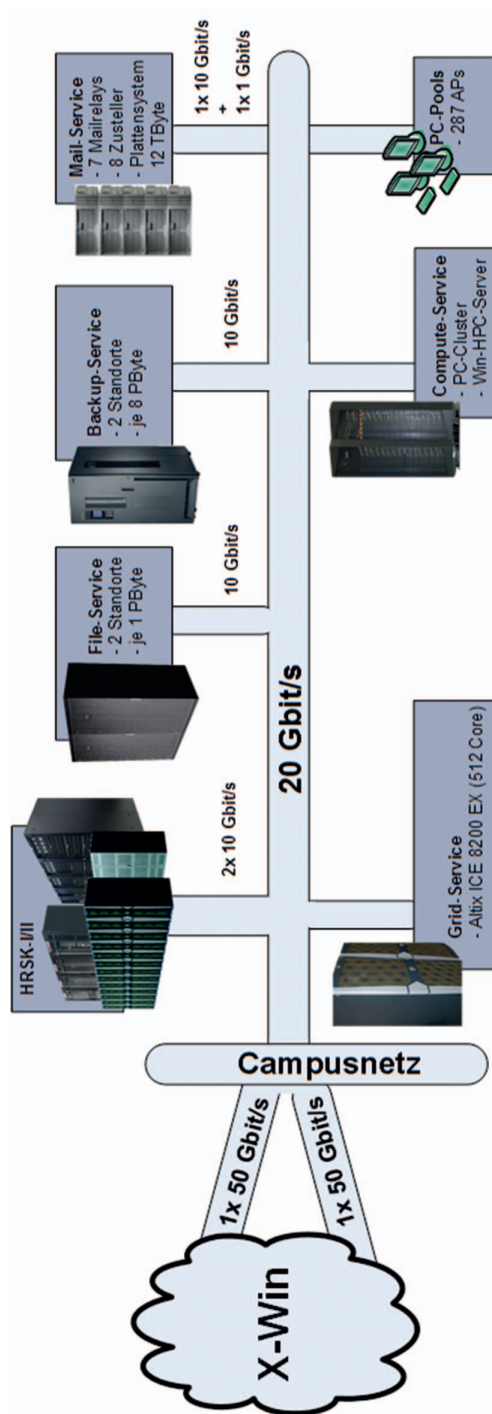 HRSK-I/II
2x 10 Gbit/s
File-Service
- 2 Standorte
- je 1 PByte
10 Gbit/s
Backup-Service
- 2 Standorte
- je 8 PByte
10 Gbit/s
Mail-Service
- 7 Mailrelays
- 8 Zusteller
- Plattensystem
12 TByte
1x 10 Gbit/s
+
1x 1 Gbit/s
X-Win
1x 50 Gbit/s
1x 50 Gbit/s
Campusnetz
20 Gbit/s
Grid-Service
- Altix ICE 8200 EX (512 Core)
Compute-Service
- PC-Cluster
- Win-HPC-Server
PC-Pools
- 287 APs